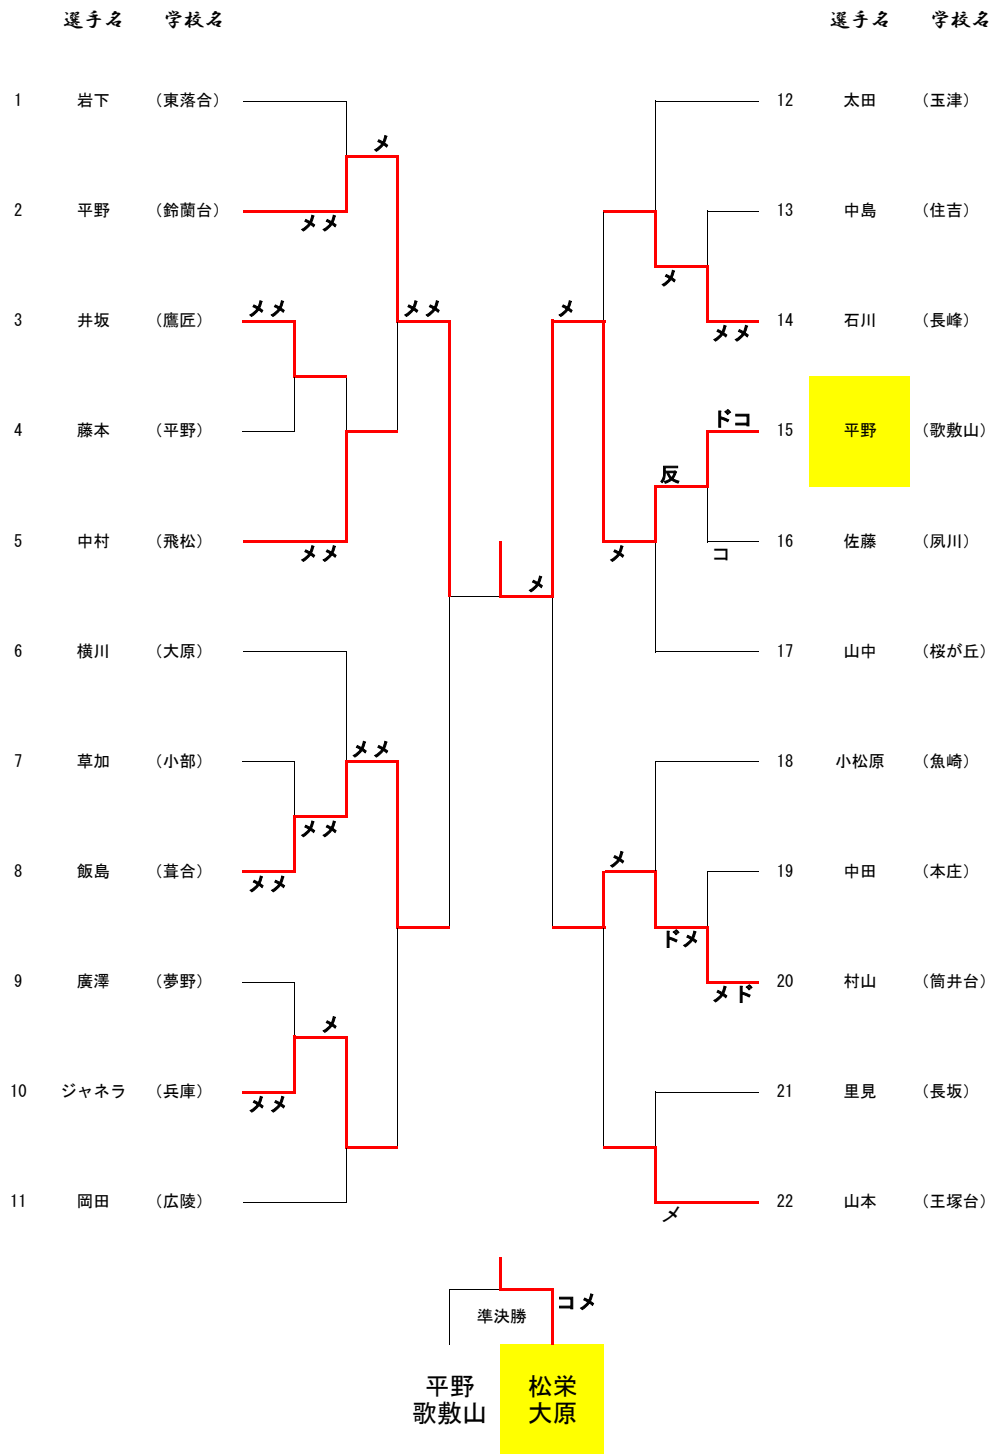 選手名 学校名
1 岩下 （東落合）
メ
2 平野 （鈴蘭台）
メメ
メメ
3 井坂 （鷹匠）
メメ
4 藤本 （平野）
5 中村 （飛松）
メメ
6 横川 （大原）
メメ
7 草加 （小部）
メメ
8 飯島 （葺合）
メメ
9 廣澤 （夢野）
メ
10 ジャネラ （兵庫）
メメ
11 岡田 （広陵）
選手名 学校名
12 太田 （玉津）
13 中島 （住吉）
メ
メ
14 石川 （長峰）
メメ
ドコ
15 平野 （歌敷山）
反
16 佐藤 （夙川）
メ
コ
メ
17 山中 （桜が丘）
18 小松原 （魚崎）
メ
19 中田 （本庄）
ドメ
20 村山 （筒井台）
メド
21 里見 （長坂）
22 山本 （王塚台）
メ
コメ
準決勝
平野 松栄
歌敷山 大原